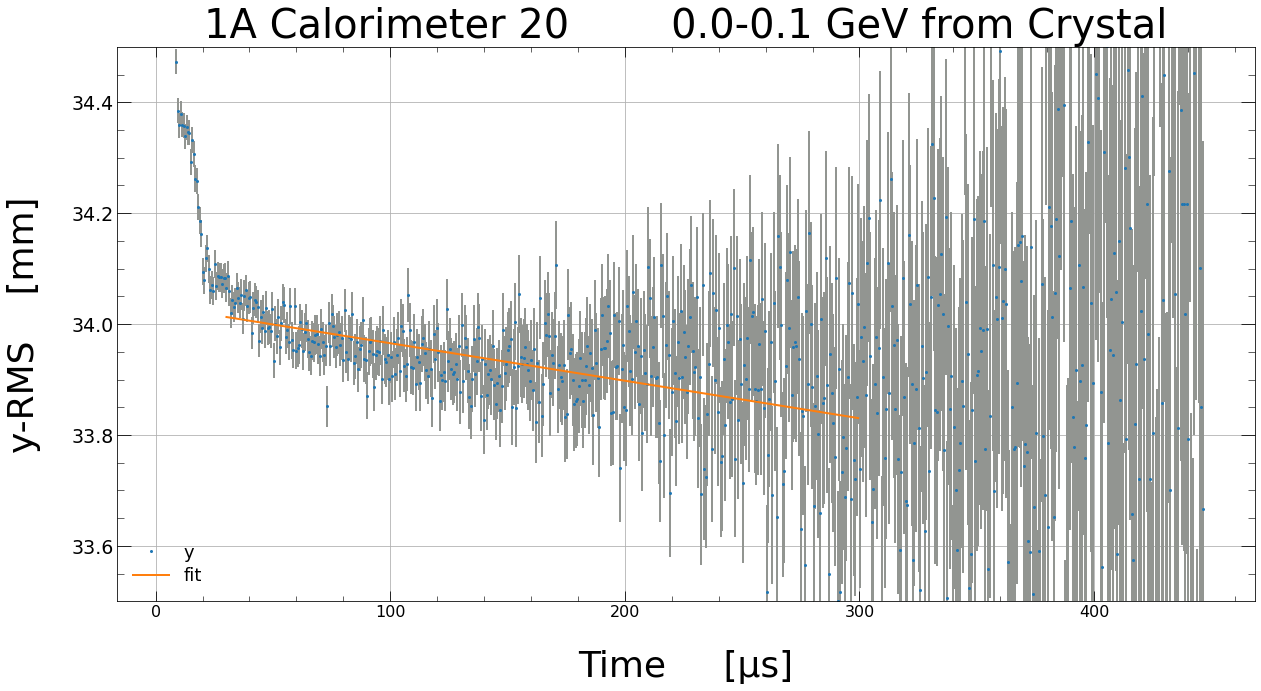 1A Calorimeter 20 0.0-0.1 GeV from Crystal
y-RMS [mm]
34.4
34.2
34.0
33.8
33.6
y
fit
0 100 200 300 400
Time [µs]